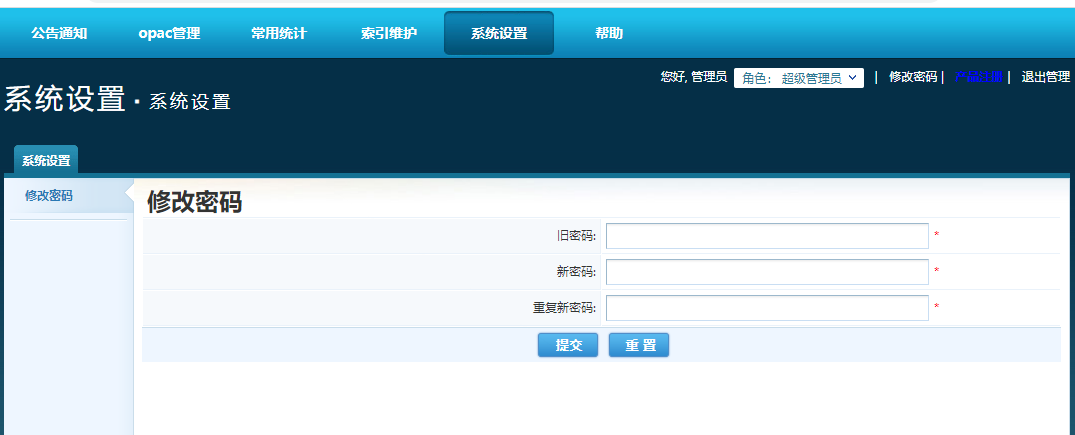 公告通知 opac管理 常用统计 索引维护 系统设置 帮助
您好, 管理员 角色： 超级管理员 | 修改密码 | | 退出管理
系统设置 · 系统设置
系统设置
修改密码
修改密码
旧密码: *
新密码: *
重复新密码: *
提交 重 置